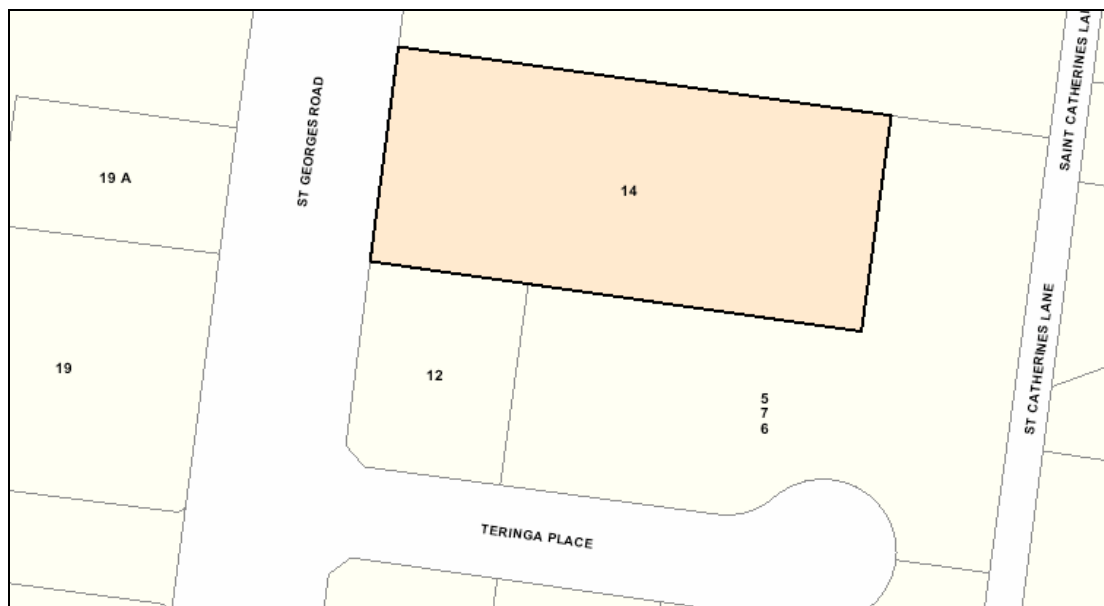 SAINT CATHERINES LA
ST GEORGES ROAD
19 A
14
ST CATHERINES LANE
19
12
5
7
6
TERINGA PLACE